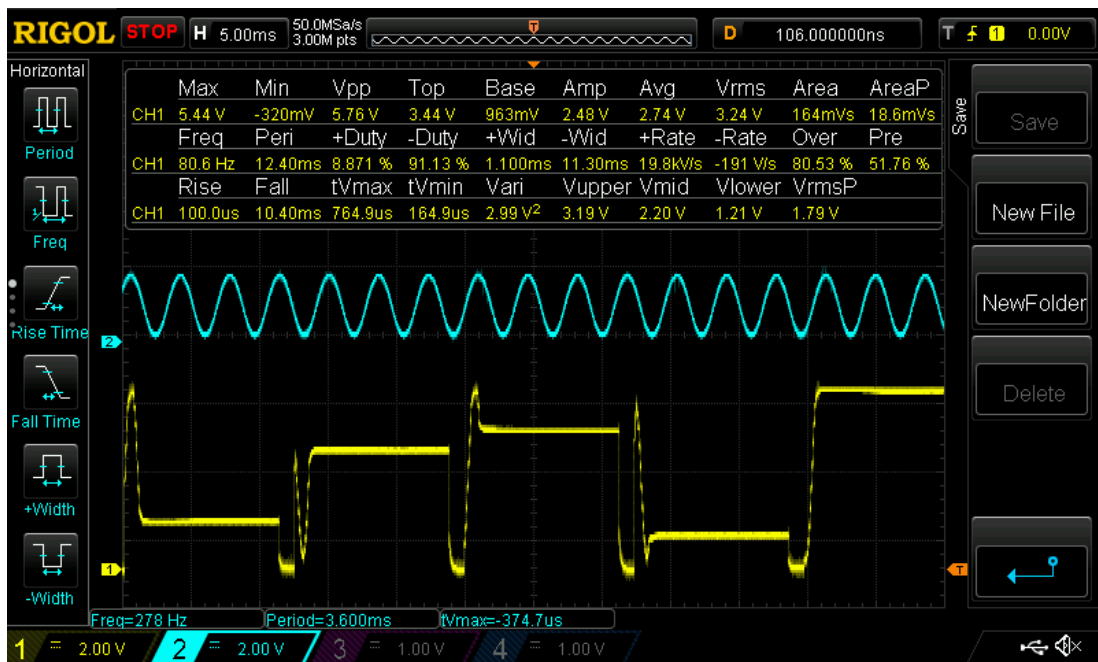 RIGOL STOP H 5.00ms 50.0MSa/s 3.00M pts T D 106.000000ns T 1 0.00V
Horizontal
Period
Freq
Rise Time
Fall Time
+Width
-Width
Max Min Vpp Top Base Amp Avg Vrms Area AreaP
CH1 5.44 V -320mV 5.76 V 3.44 V 963mV 2.48 V 2.74 V 3.24 V 164mVs 18.6mVs
Freq Peri +Duty -Duty +Wid -Wid +Rate -Rate Over Pre
CH1 80.6 Hz 12.40ms 8.871 % 91.13 % 1.100ms 11.30ms 19.8kV/s -191 V/s 80.53 % 51.76 %
Rise Fall tVmax tVmin Vari Vupper Vmid Vlower VrmsP
CH1 100.0us 10.40ms 764.9us 164.9us 2.99 V² 3.19 V 2.20 V 1.21 V 1.79 V
2
1
T
Save
Save
New File
NewFolder
Delete
Freq=278 Hz Period=3.600ms tVmax=-374.7us
1 = 2.00 V 2 = 2.00 V 3 = 1.00 V 4 = 1.00 V